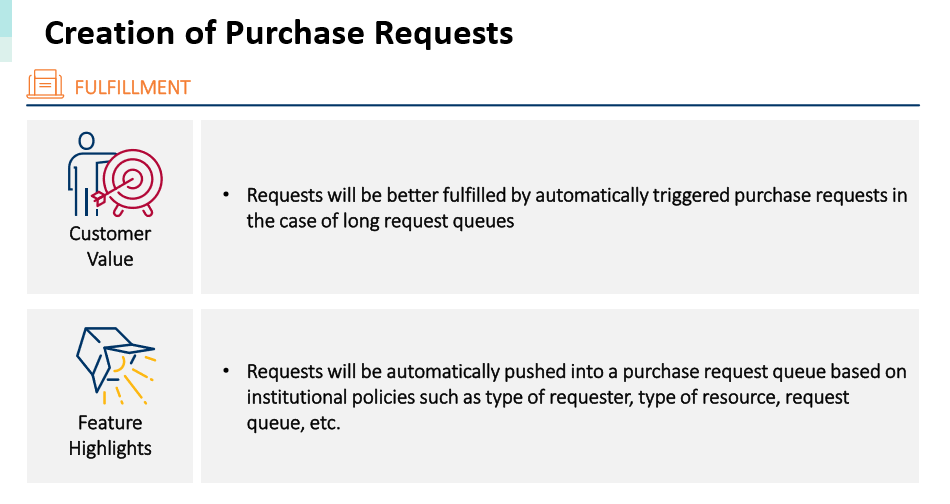 Creation of Purchase Requests
FULFILLMENT
Customer
Value
• Requests will be better fulfilled by automatically triggered purchase requests in
the case of long request queues
Feature
Highlights
• Requests will be automatically pushed into a purchase request queue based on
institutional policies such as type of requester, type of resource, request
queue, etc.